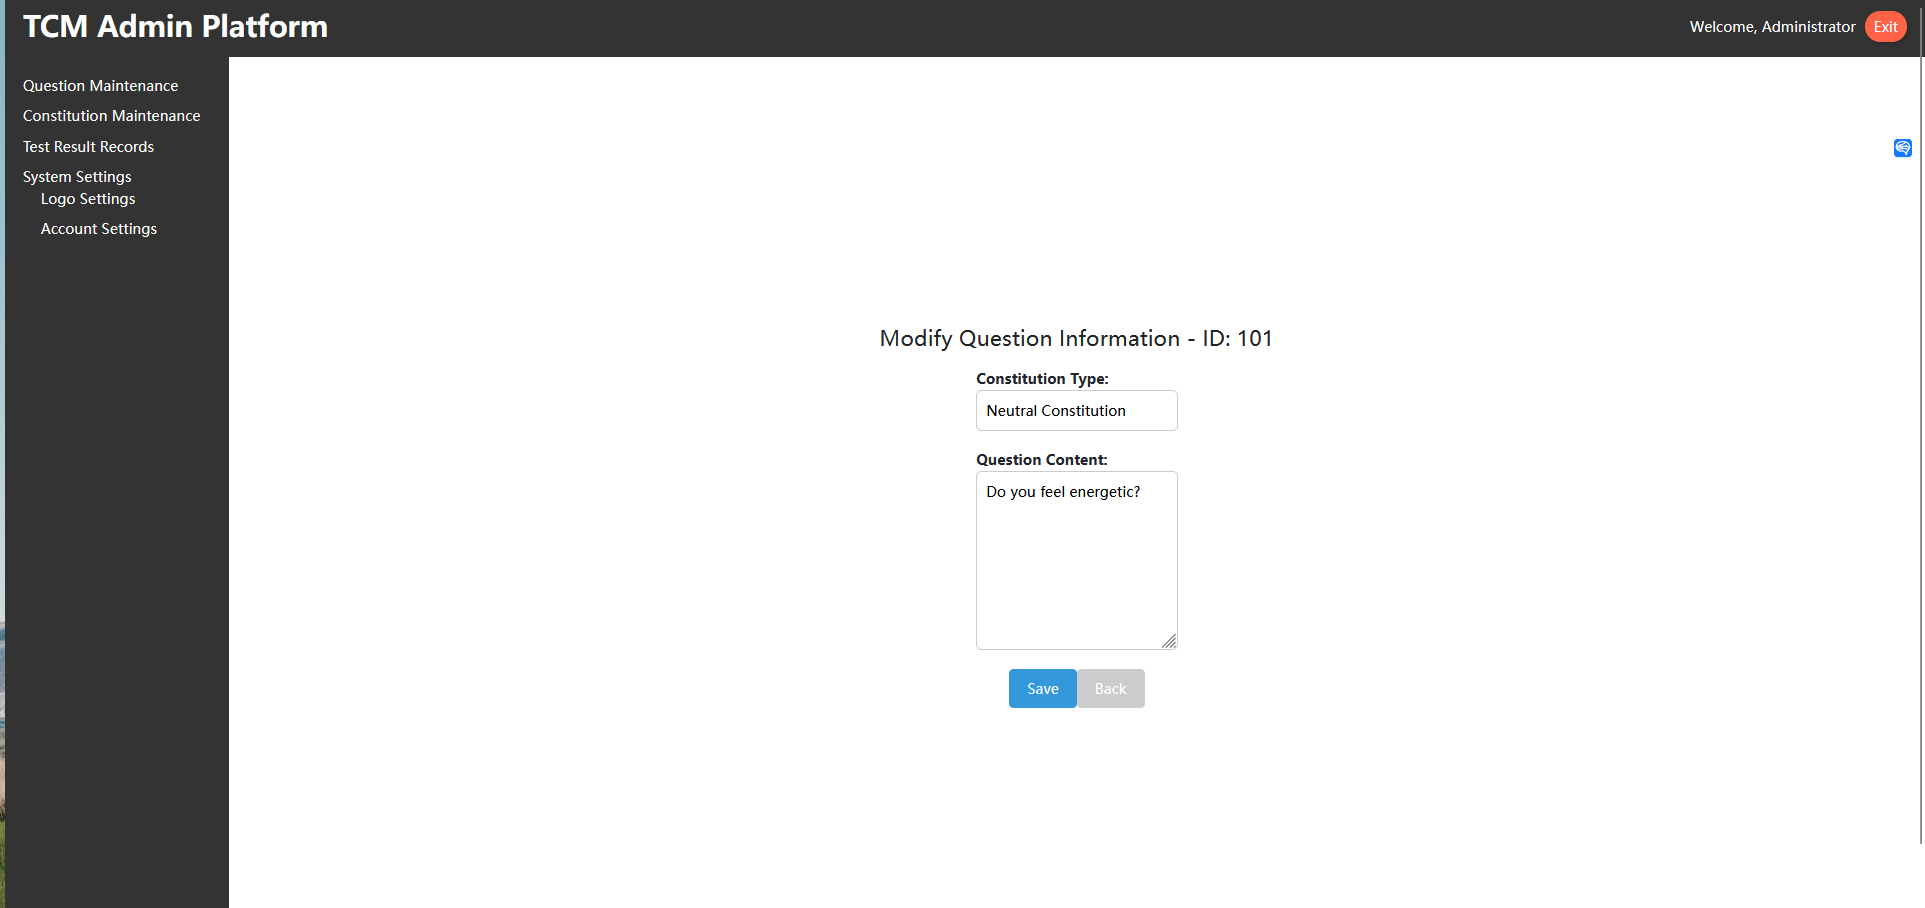 TCM Admin Platform
Welcome, Administrator
Exit
Question Maintenance
Constitution Maintenance
Test Result Records
System Settings
Logo Settings
Account Settings
Modify Question Information - ID: 101
Constitution Type:
Neutral Constitution
Question Content:
Do you feel energetic?
Save
Back